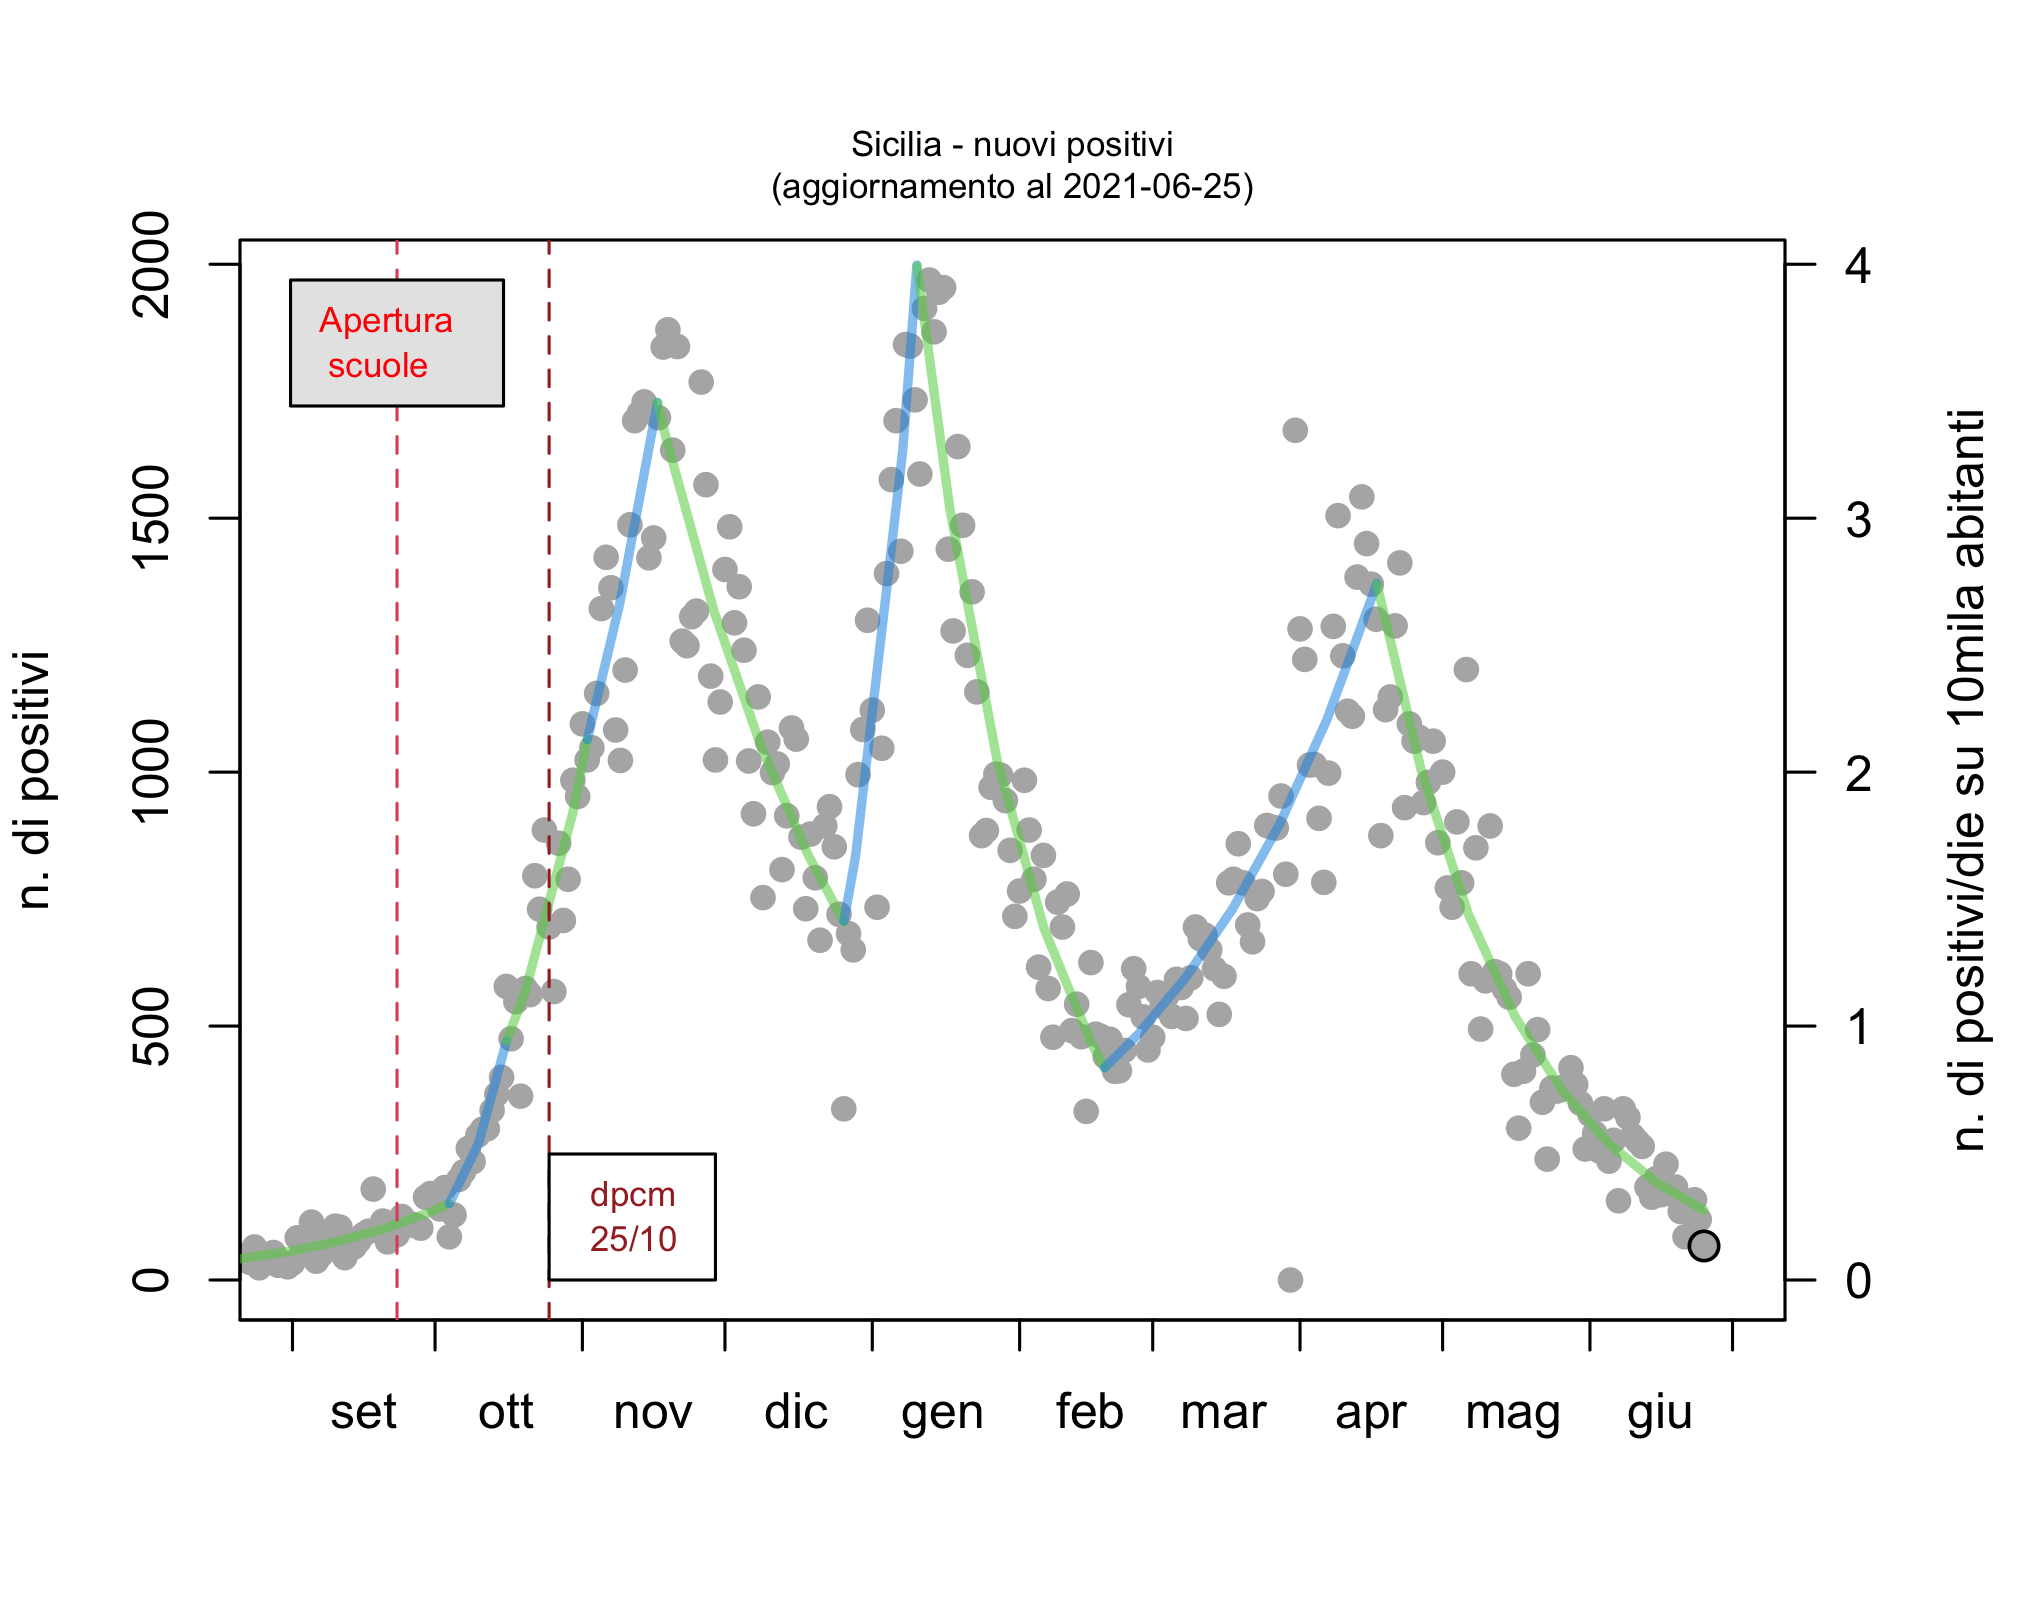 Sicilia - nuovi positivi
(aggiornamento al 2021-06-25)
n. di positivi
0
500
1000
1500
2000
Apertura
scuole
dpcm
25/10
0
1
2
3
4
n. di positivi/die su 10mila abitanti
set ott nov dic gen feb mar apr mag giu